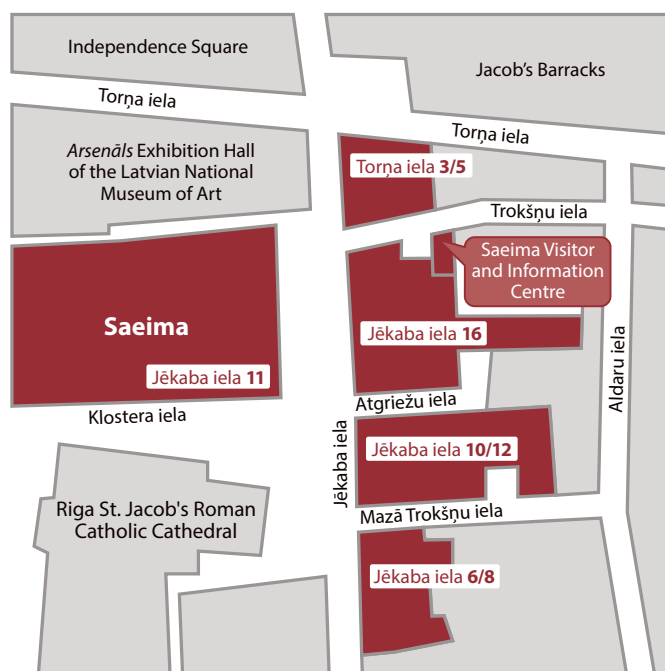 Independence Square
Jacob's Barracks
Torņa iela
Torņa iela
Arsenāls Exhibition Hall
of the Latvian National
Museum of Art
Torņa iela 3/5
Trokšņu iela
Saeima Visitor
and Information
Centre
Saeima
Jēkaba iela 16
Jēkaba iela 11
Aldaru iela
Atgriežu iela
Klostera iela
Jēkaba iela
Jēkaba iela 10/12
Riga St. Jacob's Roman
Catholic Cathedral
Mazā Trokšņu iela
Jēkaba iela 6/8